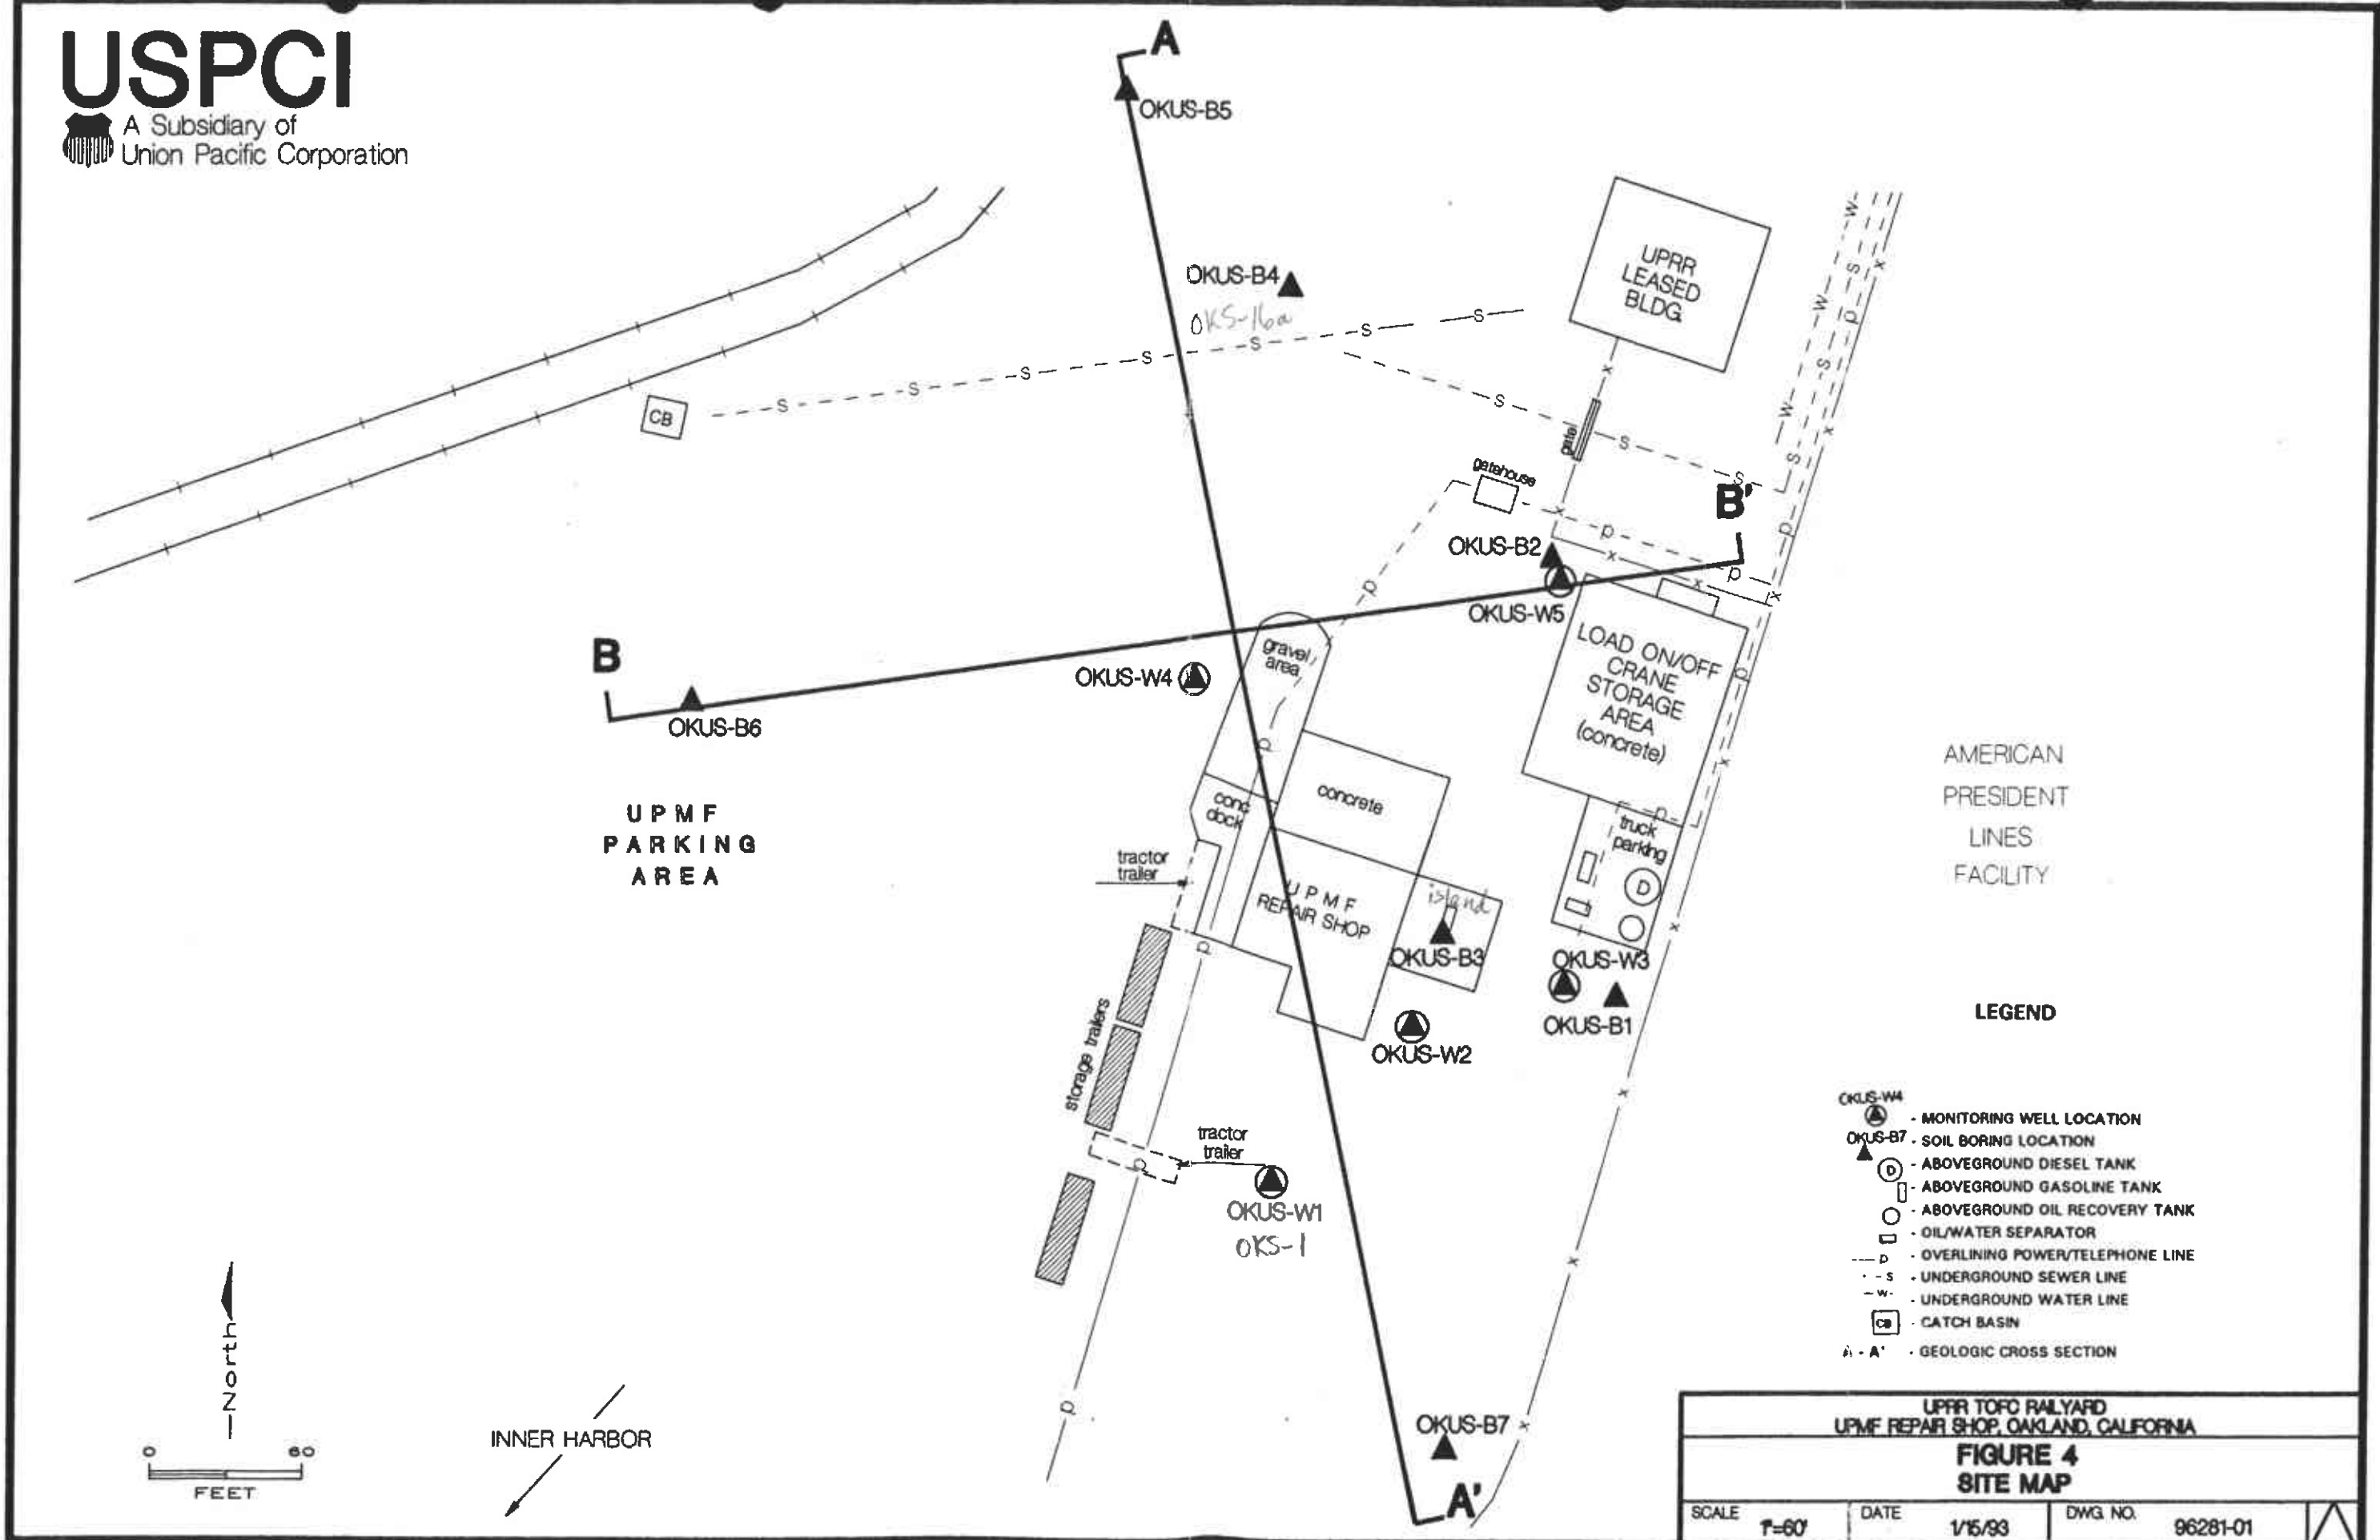 USPCI
A Subsidiary of
Union Pacific Corporation
A
OKUS-B5
OKUS-B4
OKS-16a
UPRR
LEASED
BLDG.
CB
gate
gatehouse
B'
OKUS-B2
OKUS-W5
B
OKUS-B6
OKUS-W4
gravel
area
LOAD ON/OFF
CRANE
STORAGE
AREA
(concrete)
UPMF
PARKING
AREA
concrete
conc
dock
tractor
trailer
UPMF
REPAIR SHOP
island
OKUS-B3
truck
parking
D
OKUS-W3
OKUS-B1
OKUS-W2
AMERICAN
PRESIDENT
LINES
FACILITY
storage trailers
tractor
trailer
OKUS-W1
OKS-1
OKUS-B7
A'
North
0 60
FEET
INNER HARBOR
LEGEND
OKUS-W4
- MONITORING WELL LOCATION
OKUS-B7 - SOIL BORING LOCATION
D - ABOVEGROUND DIESEL TANK
- ABOVEGROUND GASOLINE TANK
- ABOVEGROUND OIL RECOVERY TANK
- OIL/WATER SEPARATOR
p - OVERLINING POWER/TELEPHONE LINE
s - UNDERGROUND SEWER LINE
w - UNDERGROUND WATER LINE
CB - CATCH BASIN
A - A' - GEOLOGIC CROSS SECTION
UPRR TOFC RAILYARD
UPMF REPAIR SHOP, OAKLAND, CALIFORNIA
FIGURE 4
SITE MAP
SCALE 1"=60' DATE 1/15/93 DWG. NO. 96281-01